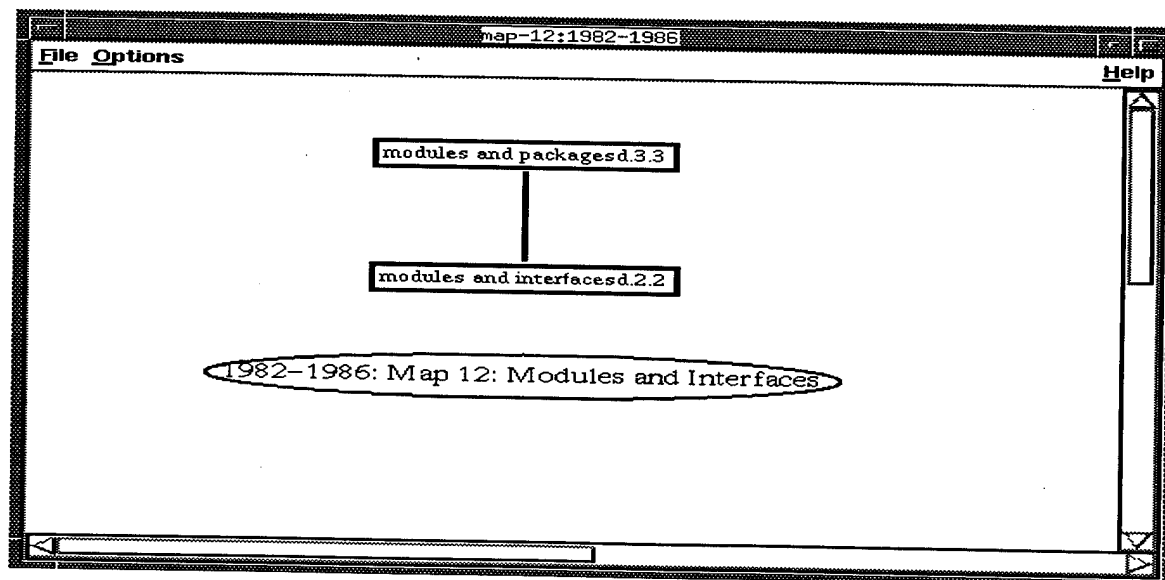 map-12:1982-1986
File Options Help
modules and packagesd.3.3
modules and interfacesd.2.2
1982-1986: Map 12: Modules and Interfaces